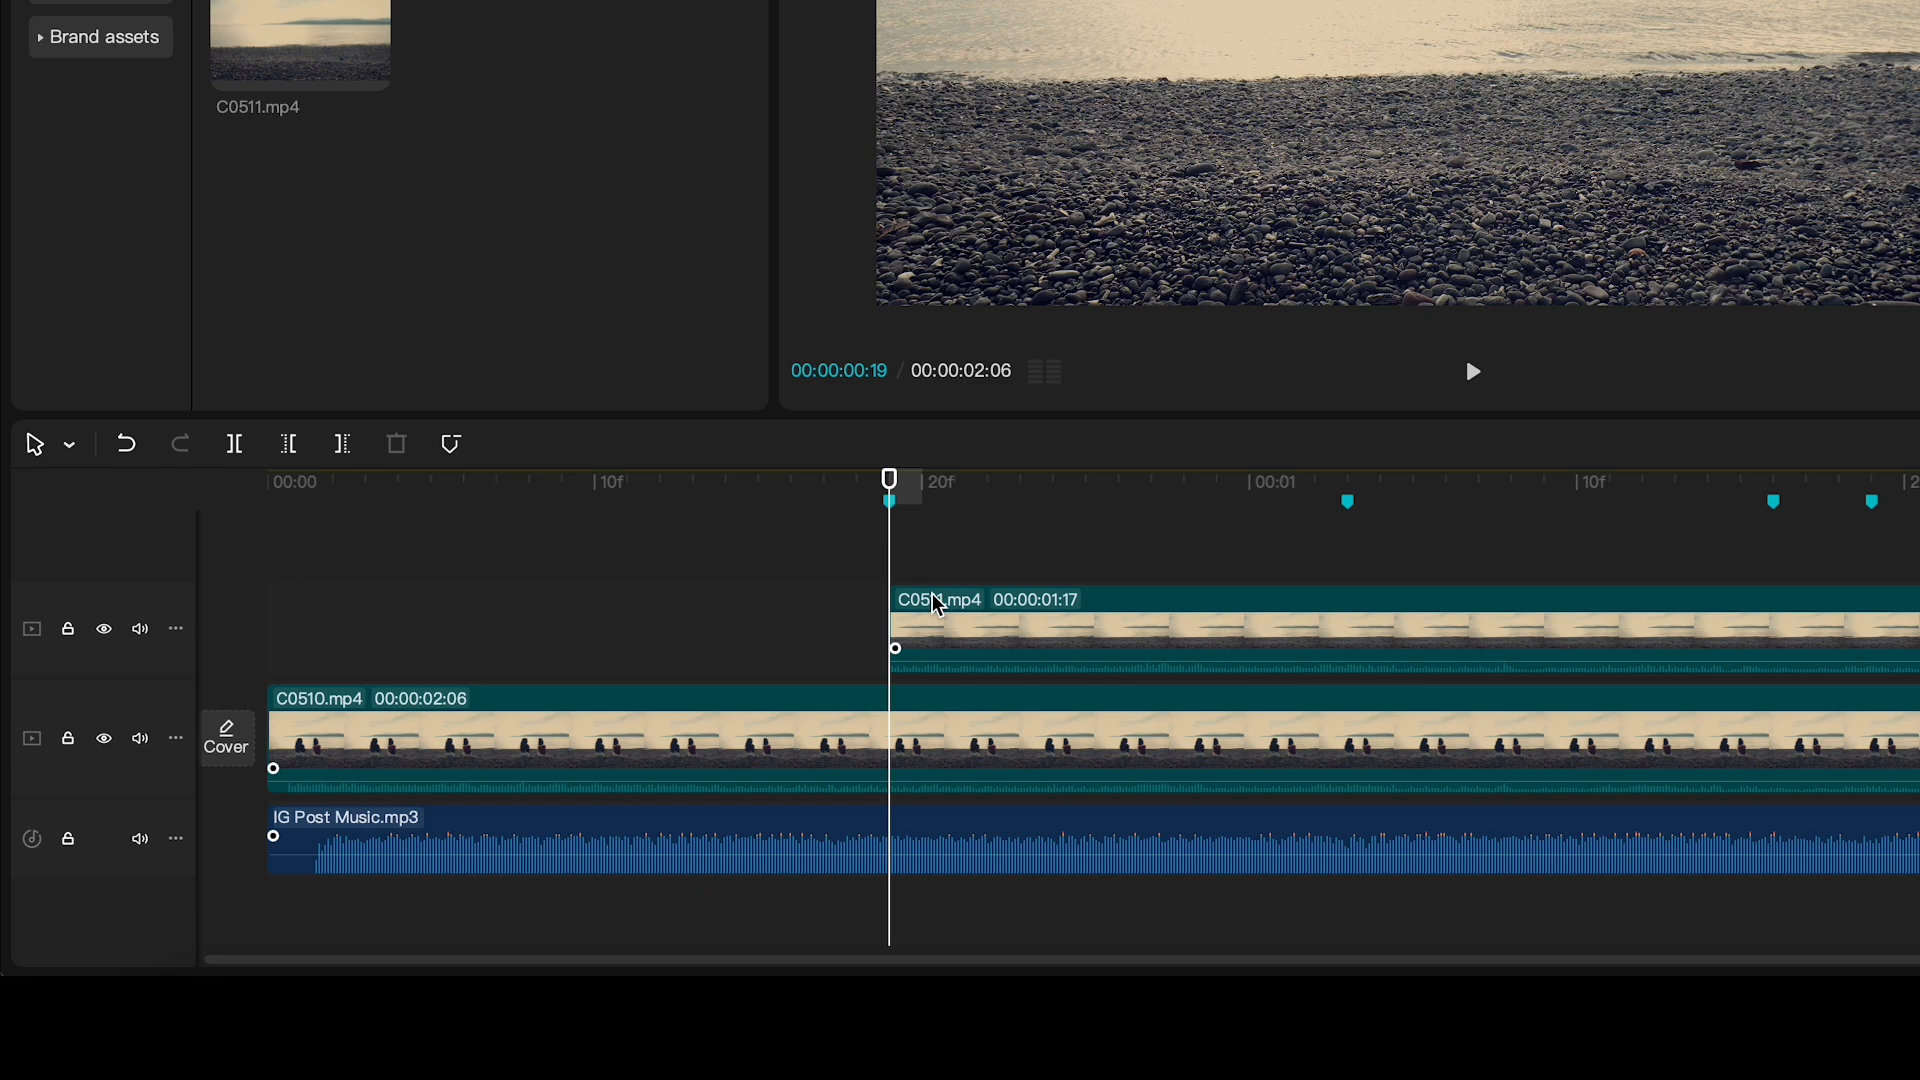 Brand assets
C0511.mp4
00:00:00:19 / 00:00:02:06
00:00 10f 20f 00:01 10f
C0511.mp4 00:00:01:17
C0510.mp4 00:00:02:06
Cover
IG Post Music.mp3